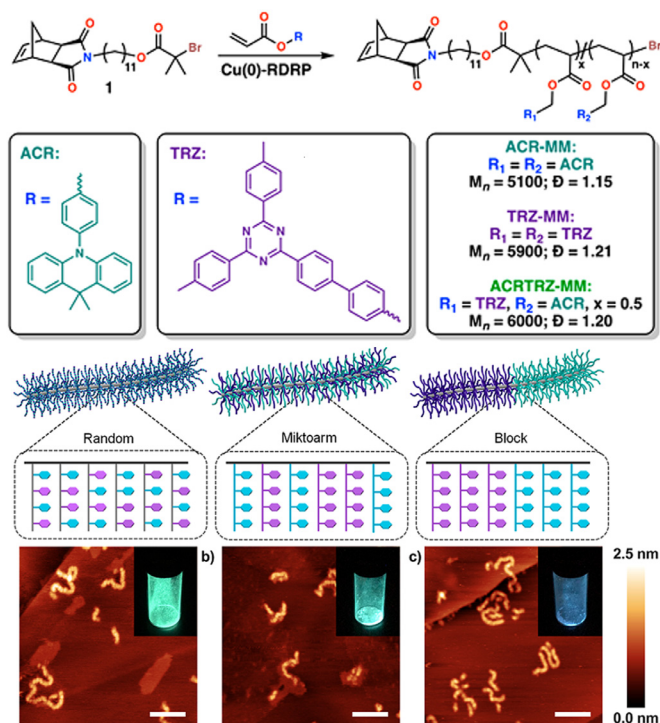 O
N
O
11
O
O
Br
1
O
O
R
Cu(0)-RDRP
O
N
O
11
O
O
x
n-x
Br
O
O
O
O
R₁
R₂
ACR:
R =
N
TRZ:
R =
N
N
N
ACR-MM:
R₁ = R₂ = ACR
Mₙ = 5100; Đ = 1.15
TRZ-MM:
R₁ = R₂ = TRZ
Mₙ = 5900; Đ = 1.21
ACRTRZ-MM:
R₁ = TRZ, R₂ = ACR, x = 0.5
Mₙ = 6000; Đ = 1.20
Random
Miktoarm
Block
b)
c)
2.5 nm
0.0 nm